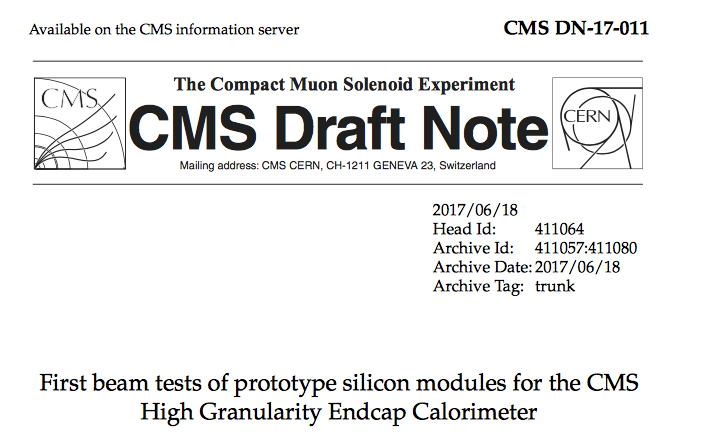 Available on the CMS information server
CMS DN-17-011
The Compact Muon Solenoid Experiment
CMS
CMS Draft Note
CERN
Mailing address: CMS CERN, CH-1211 GENEVA 23, Switzerland
2017/06/18
Head Id: 411064
Archive Id: 411057:411080
Archive Date: 2017/06/18
Archive Tag: trunk
First beam tests of prototype silicon modules for the CMS
High Granularity Endcap Calorimeter